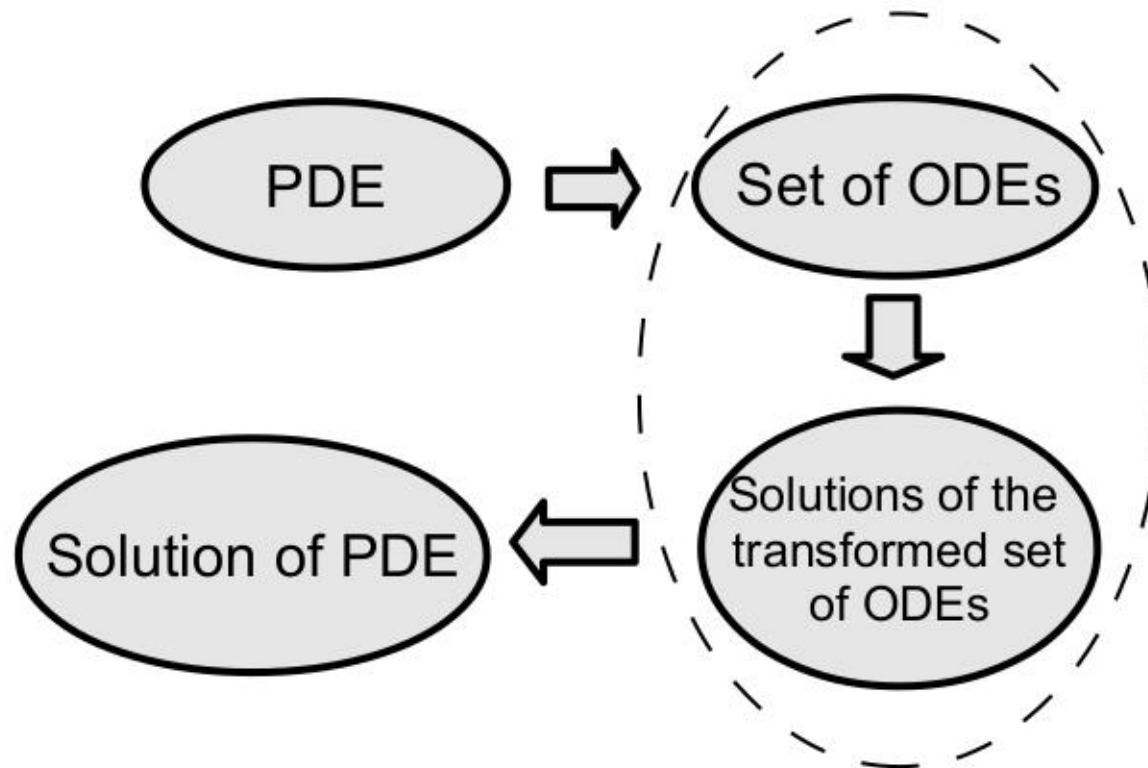 PDE
Set of ODEs
Solutions of the
transformed set
of ODEs
Solution of PDE